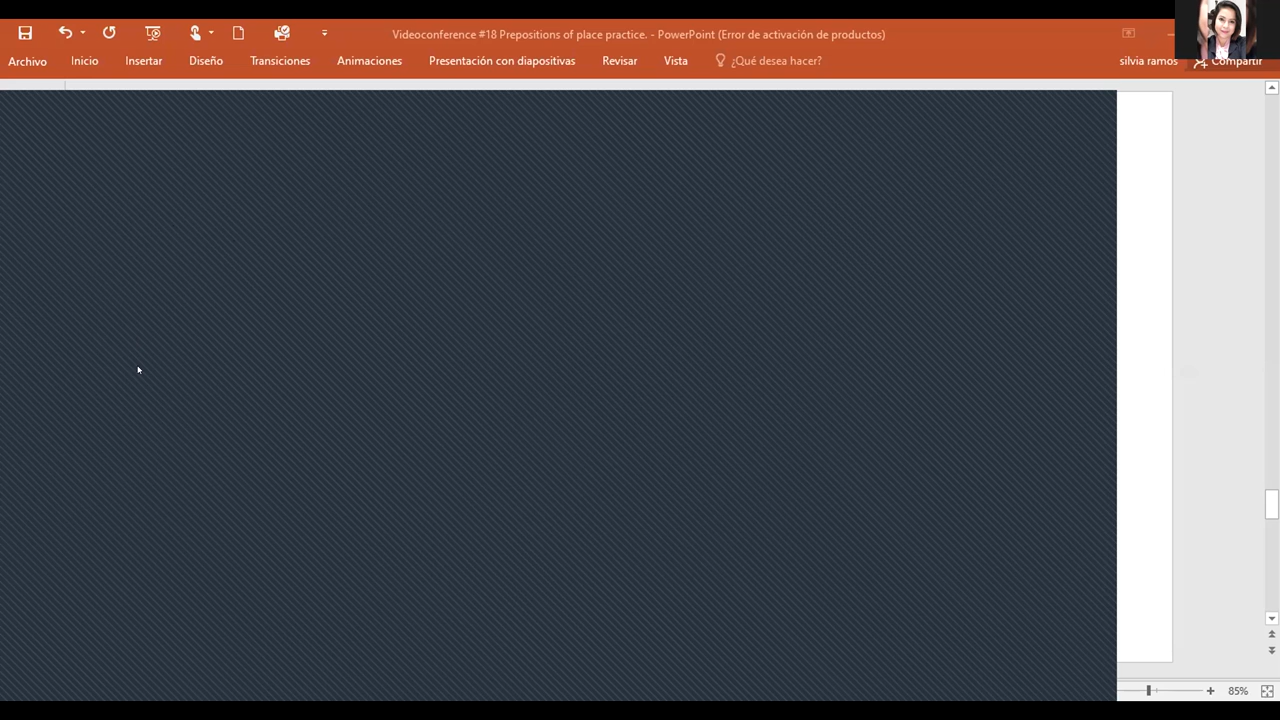 Videoconference #18 Prepositions of place practice. - PowerPoint (Error de activación de productos)
Archivo Inicio Insertar Diseño Transiciones Animaciones Presentación con diapositivas Revisar Vista ¿Qué desea hacer? silvia ramos Compartir
85%